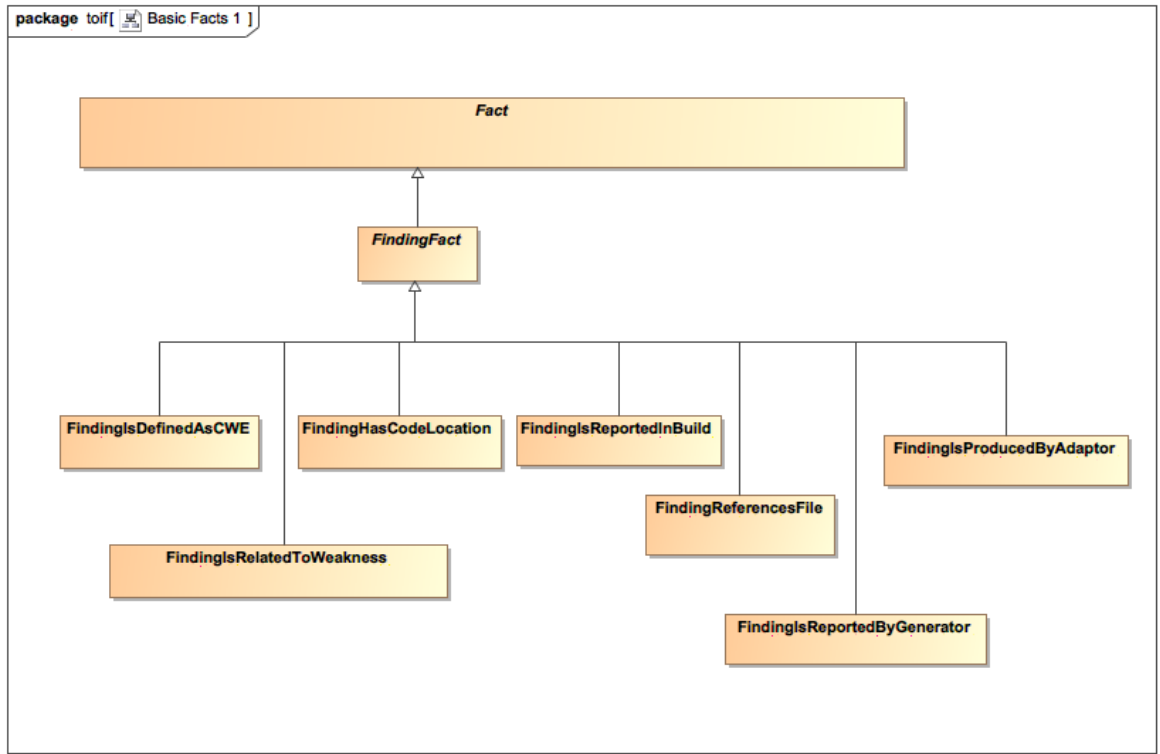 package toif[ Basic Facts 1 ]
Fact
FindingFact
FindingIsDefinedAsCWE
FindingHasCodeLocation
FindingIsReportedInBuild
FindingIsProducedByAdaptor
FindingReferencesFile
FindingIsRelatedToWeakness
FindingIsReportedByGenerator